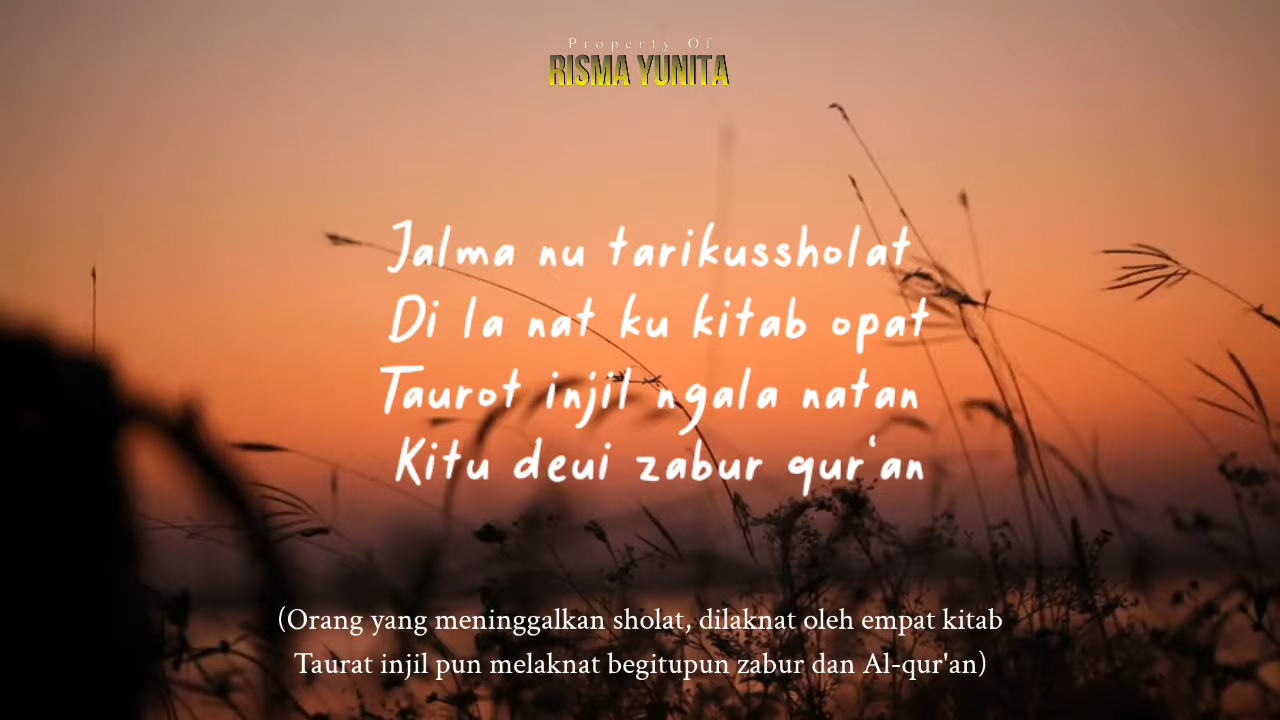 Property Of
RISMA YUNITA
Jalma nu tarikussholat
Di la nat ku kitab opat
Taurot injil ngala natan
Kitu deui zabur qur'an
(Orang yang meninggalkan sholat, dilaknat oleh empat kitab
Taurat injil pun melaknat begitupun zabur dan Al-qur'an)